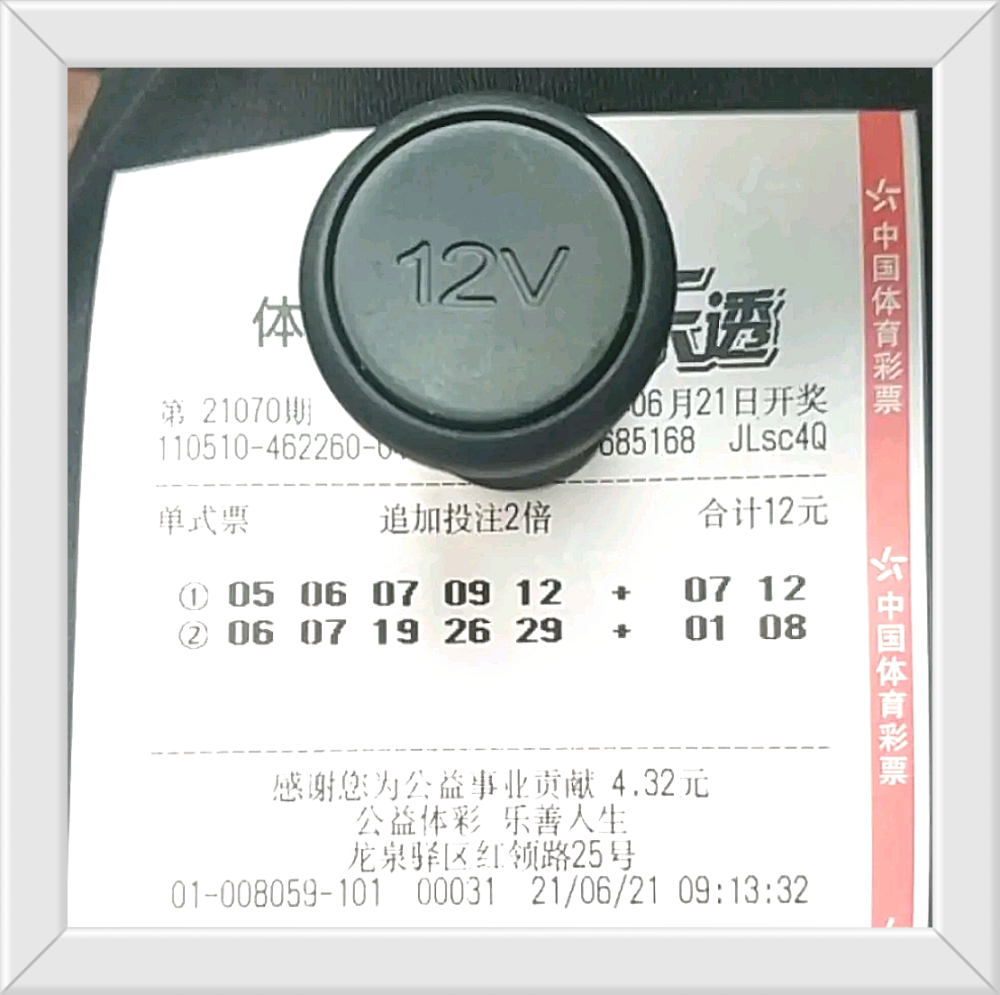 12V
体
透
第 21070期
06月21日开奖
110510-462260-0
685168 JLsc4Q
单式票 追加投注2倍 合计12元
① 05 06 07 09 12 + 07 12
② 06 07 19 26 29 + 01 08
感谢您为公益事业贡献 4.32元
公益体彩 乐善人生
龙泉驿区红领路25号
01-008059-101 00031 21/06/21 09:13:32
中国体育彩票
中国体育彩票